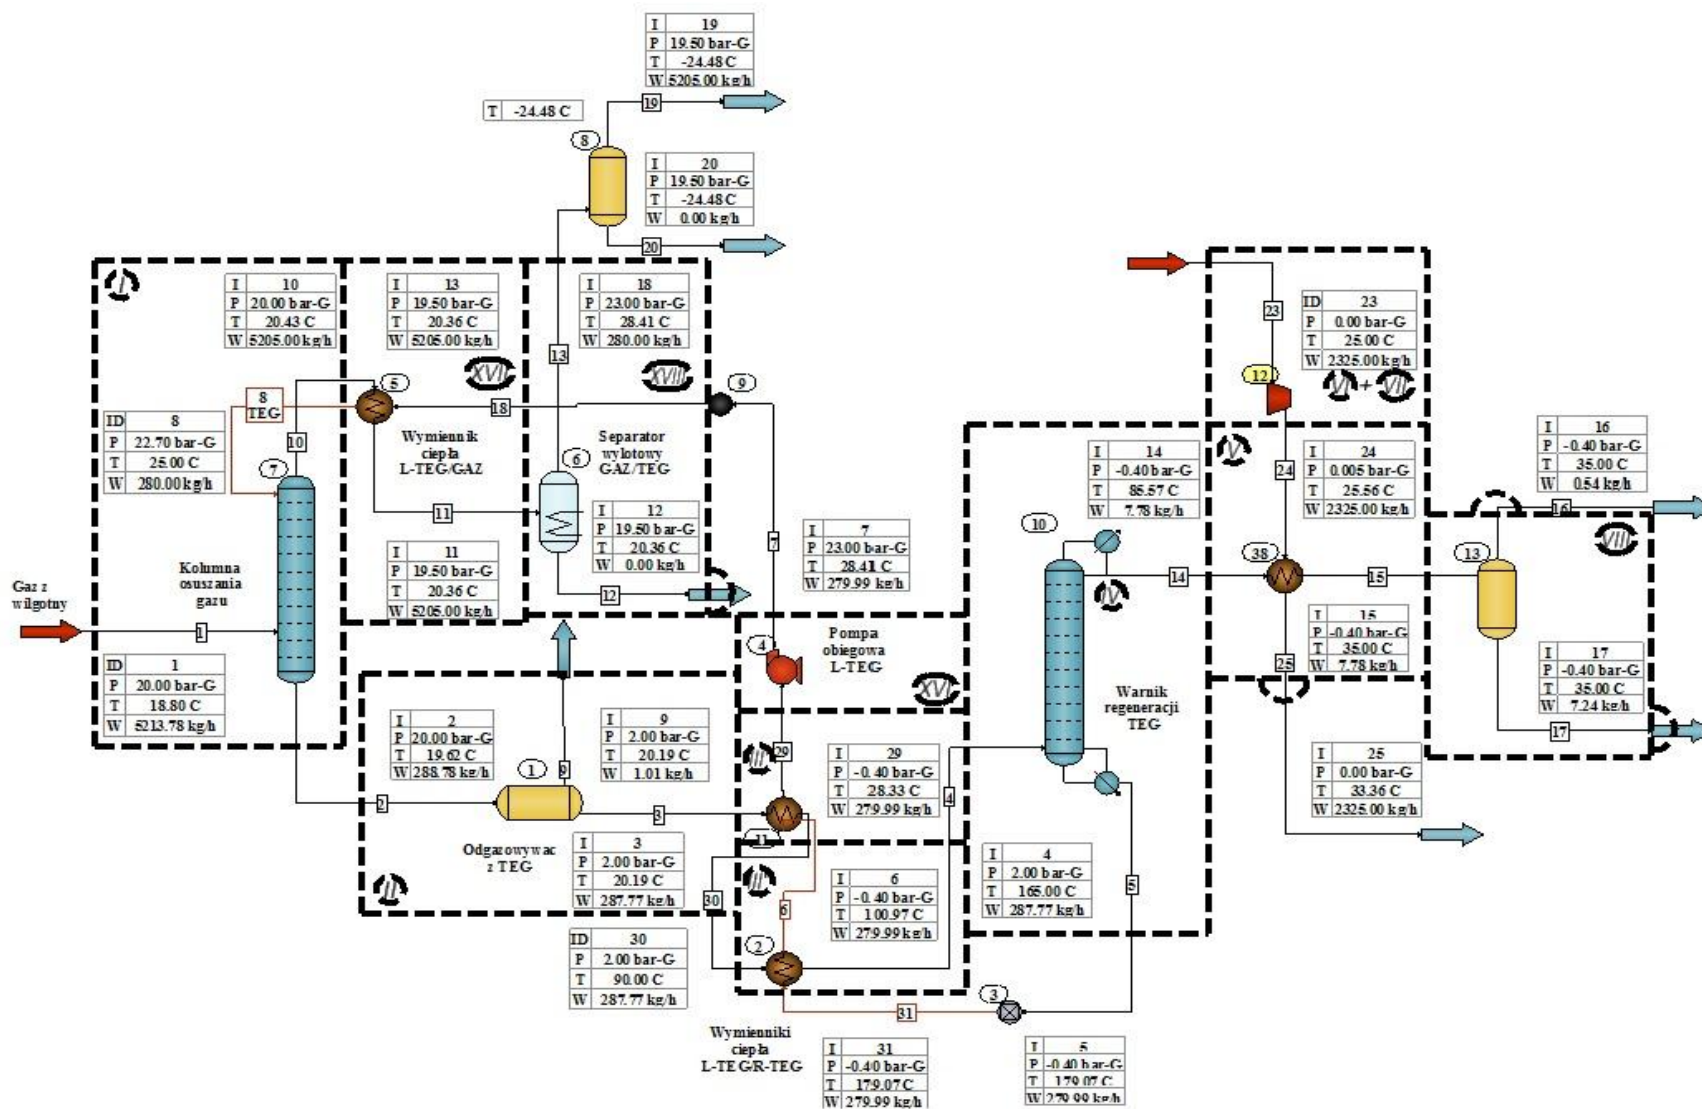 I 19
P 19.50 bar-G
T -24.48 C
W 5205.00 kg/h
19
T -24.48 C
8
I 20
P 19.50 bar-G
T -24.48 C
W 0.00 kg/h
20
I
I 10
P 20.00 bar-G
T 20.43 C
W 5205.00 kg/h
I 13
P 19.50 bar-G
T 20.36 C
W 5205.00 kg/h
I 18
P 23.00 bar-G
T 28.41 C
W 280.00 kg/h
13
XVII
XVIII
5
9
8
TEG
18
10
ID 8
P 22.70 bar-G
T 25.00 C
W 280.00 kg/h
7
Wymiennik
ciepła
L-TEG/GAZ
Separator
wylotowy
GAZ/TEG
6
11
I 12
P 19.50 bar-G
T 20.36 C
W 0.00 kg/h
12
I 11
P 19.50 bar-G
T 20.36 C
W 5205.00 kg/h
Kolumna
osuszania
gazu
Gaz z
wilgotny
1
ID 1
P 20.00 bar-G
T 18.80 C
W 5213.78 kg/h
7
I 7
P 23.00 bar-G
T 28.41 C
W 279.99 kg/h
4
Pompa
obiegowa
L-TEG
XVI
I 2
P 20.00 bar-G
T 19.62 C
W 288.78 kg/h
2
1
9
I 9
P 2.00 bar-G
T 20.19 C
W 1.01 kg/h
3
Odgazowywac
z TEG
II
I 3
P 2.00 bar-G
T 20.19 C
W 287.77 kg/h
29
III
11
I 29
P -0.40 bar-G
T 28.33 C
W 279.99 kg/h
4
III
6
30
2
I 6
P -0.40 bar-G
T 100.97 C
W 279.99 kg/h
ID 30
P 2.00 bar-G
T 90.00 C
W 287.77 kg/h
Wymienniki
ciepła
L-TEG/R-TEG
31
3
I 31
P -0.40 bar-G
T 179.07 C
W 279.99 kg/h
I 5
P -0.40 bar-G
T 179.07 C
W 279.99 kg/h
I 4
P 2.00 bar-G
T 165.00 C
W 287.77 kg/h
5
Warnik
regeneracji
TEG
10
IV
I 14
P -0.40 bar-G
T 85.57 C
W 7.78 kg/h
14
23
ID 23
P 0.00 bar-G
T 25.00 C
W 2325.00 kg/h
12
VI + VII
V
24
I 24
P 0.005 bar-G
T 25.56 C
W 2325.00 kg/h
38
15
I 15
P -0.40 bar-G
T 35.00 C
W 7.78 kg/h
25
I 25
P 0.00 bar-G
T 33.36 C
W 2325.00 kg/h
I 16
P -0.40 bar-G
T 35.00 C
W 0.54 kg/h
16
13
VIII
I 17
P -0.40 bar-G
T 35.00 C
W 7.24 kg/h
17